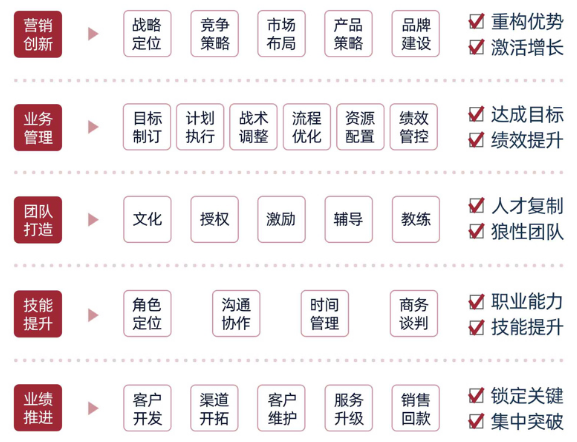 营销
创新
战略
定位
竞争
策略
市场
布局
产品
策略
品牌
建设
重构优势
激活增长
业务
管理
目标
制订
计划
执行
战术
调整
流程
优化
资源
配置
绩效
管控
达成目标
绩效提升
团队
打造
文化
授权
激励
辅导
教练
人才复制
狼性团队
技能
提升
角色
定位
沟通
协作
时间
管理
商务
谈判
职业能力
技能提升
业绩
推进
客户
开发
渠道
开拓
客户
维护
服务
升级
销售
回款
锁定关键
集中突破